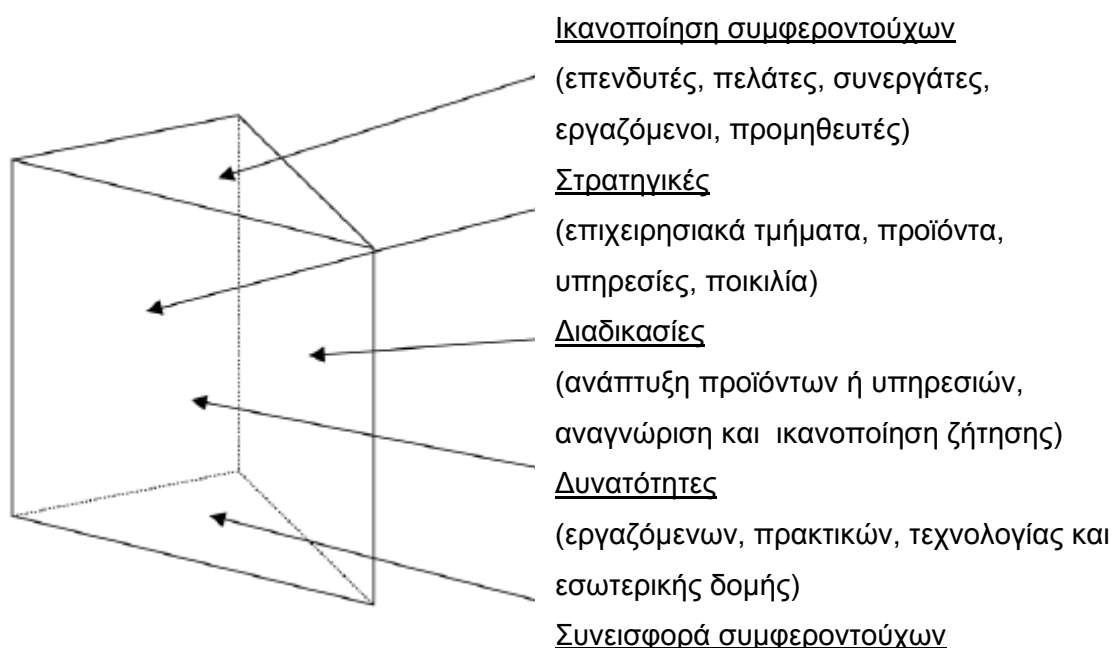 Ικανοποίηση συμφεροντούχων
(επενδυτές, πελάτες, συνεργάτες,
εργαζόμενοι, προμηθευτές)
Στρατηγικές
(επιχειρησιακά τμήματα, προϊόντα,
υπηρεσίες, ποικιλία)
Διαδικασίες
(ανάπτυξη προϊόντων ή υπηρεσιών,
αναγνώριση και ικανοποίηση ζήτησης)
Δυνατότητες
(εργαζόμενων, πρακτικών, τεχνολογίας και
εσωτερικής δομής)
Συνεισφορά συμφεροντούχων